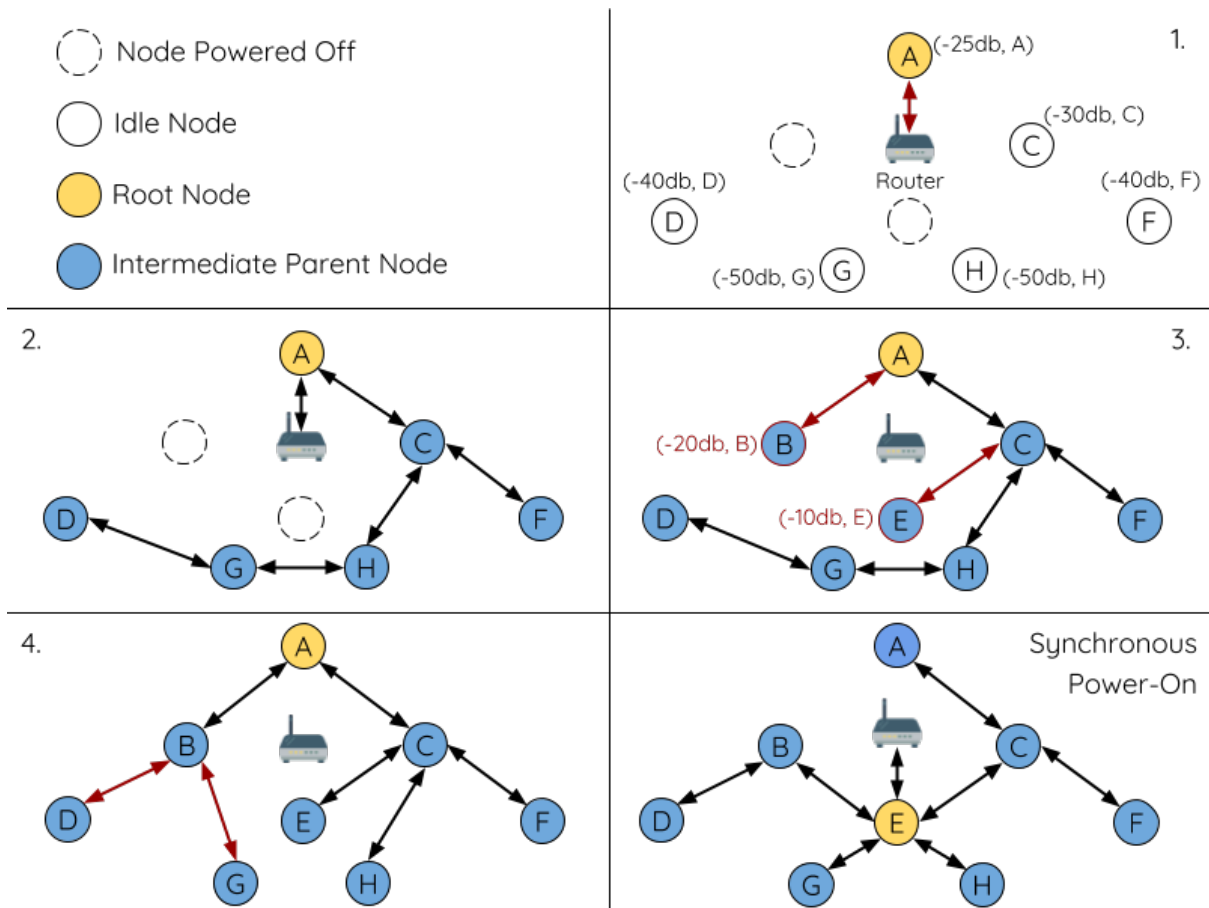 Node Powered Off
Idle Node
Root Node
Intermediate Parent Node
1.
A
(-25db, A)
(-30db, C)
C
Router
(-40db, D)
D
(-40db, F)
F
(-50db, G)
G
H
(-50db, H)
2.
A
C
D
F
G
H
3.
A
(-20db, B)
B
C
D
(-10db, E)
E
F
G
H
4.
A
B
C
D
E
F
G
H
Synchronous
Power-On
A
B
C
D
E
F
G
H